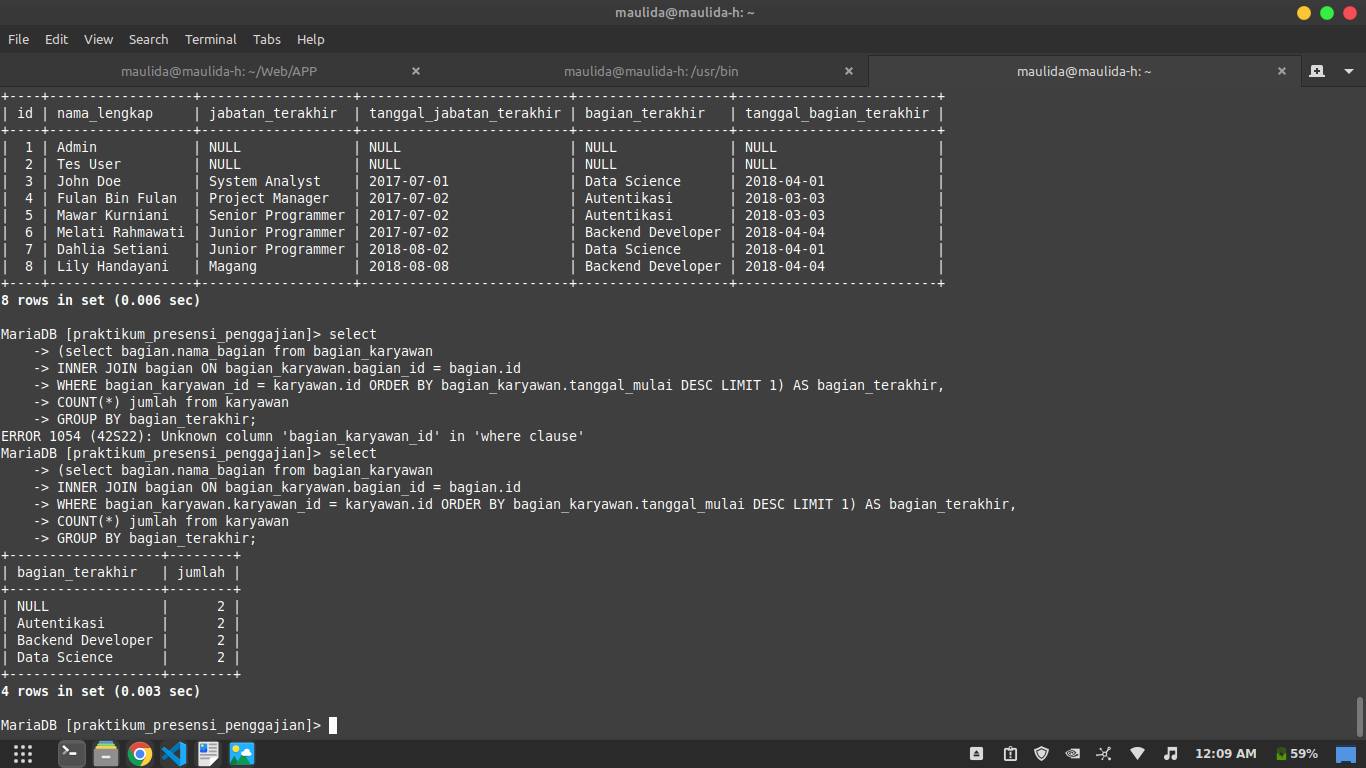 maulida@maulida-h: ~
File Edit View Search Terminal Tabs Help
maulida@maulida-h: ~/Web/APP × maulida@maulida-h: /usr/bin × maulida@maulida-h: ~ ×
+----+------------------+-------------------+--------------------------+-------------------+-------------------------+
| id | nama_lengkap     | jabatan_terakhir  | tanggal_jabatan_terakhir | bagian_terakhir   | tanggal_bagian_terakhir |
+----+------------------+-------------------+--------------------------+-------------------+-------------------------+
|  1 | Admin            | NULL              | NULL                     | NULL              | NULL                    |
|  2 | Tes User         | NULL              | NULL                     | NULL              | NULL                    |
|  3 | John Doe         | System Analyst    | 2017-07-01               | Data Science      | 2018-04-01              |
|  4 | Fulan Bin Fulan  | Project Manager   | 2017-07-02               | Autentikasi       | 2018-03-03              |
|  5 | Mawar Kurniani   | Senior Programmer | 2017-07-02               | Autentikasi       | 2018-03-03              |
|  6 | Melati Rahmawati | Junior Programmer | 2017-07-02               | Backend Developer | 2018-04-04              |
|  7 | Dahlia Setiani   | Junior Programmer | 2018-08-02               | Data Science      | 2018-04-01              |
|  8 | Lily Handayani   | Magang            | 2018-08-08               | Backend Developer | 2018-04-04              |
+----+------------------+-------------------+--------------------------+-------------------+-------------------------+
8 rows in set (0.006 sec)
MariaDB [praktikum_presensi_penggajian]> select
    -> (select bagian.nama_bagian from bagian_karyawan
    -> INNER JOIN bagian ON bagian_karyawan.bagian_id = bagian.id
    -> WHERE bagian_karyawan_id = karyawan.id ORDER BY bagian_karyawan.tanggal_mulai DESC LIMIT 1) AS bagian_terakhir,
    -> COUNT(*) jumlah from karyawan
    -> GROUP BY bagian_terakhir;
ERROR 1054 (42S22): Unknown column 'bagian_karyawan_id' in 'where clause'
MariaDB [praktikum_presensi_penggajian]> select
    -> (select bagian.nama_bagian from bagian_karyawan
    -> INNER JOIN bagian ON bagian_karyawan.bagian_id = bagian.id
    -> WHERE bagian_karyawan.karyawan_id = karyawan.id ORDER BY bagian_karyawan.tanggal_mulai DESC LIMIT 1) AS bagian_terakhir,
    -> COUNT(*) jumlah from karyawan
    -> GROUP BY bagian_terakhir;
+-------------------+--------+
| bagian_terakhir   | jumlah |
+-------------------+--------+
| NULL              |      2 |
| Autentikasi       |      2 |
| Backend Developer |      2 |
| Data Science      |      2 |
+-------------------+--------+
4 rows in set (0.003 sec)
MariaDB [praktikum_presensi_penggajian]>
12:09 AM 59%